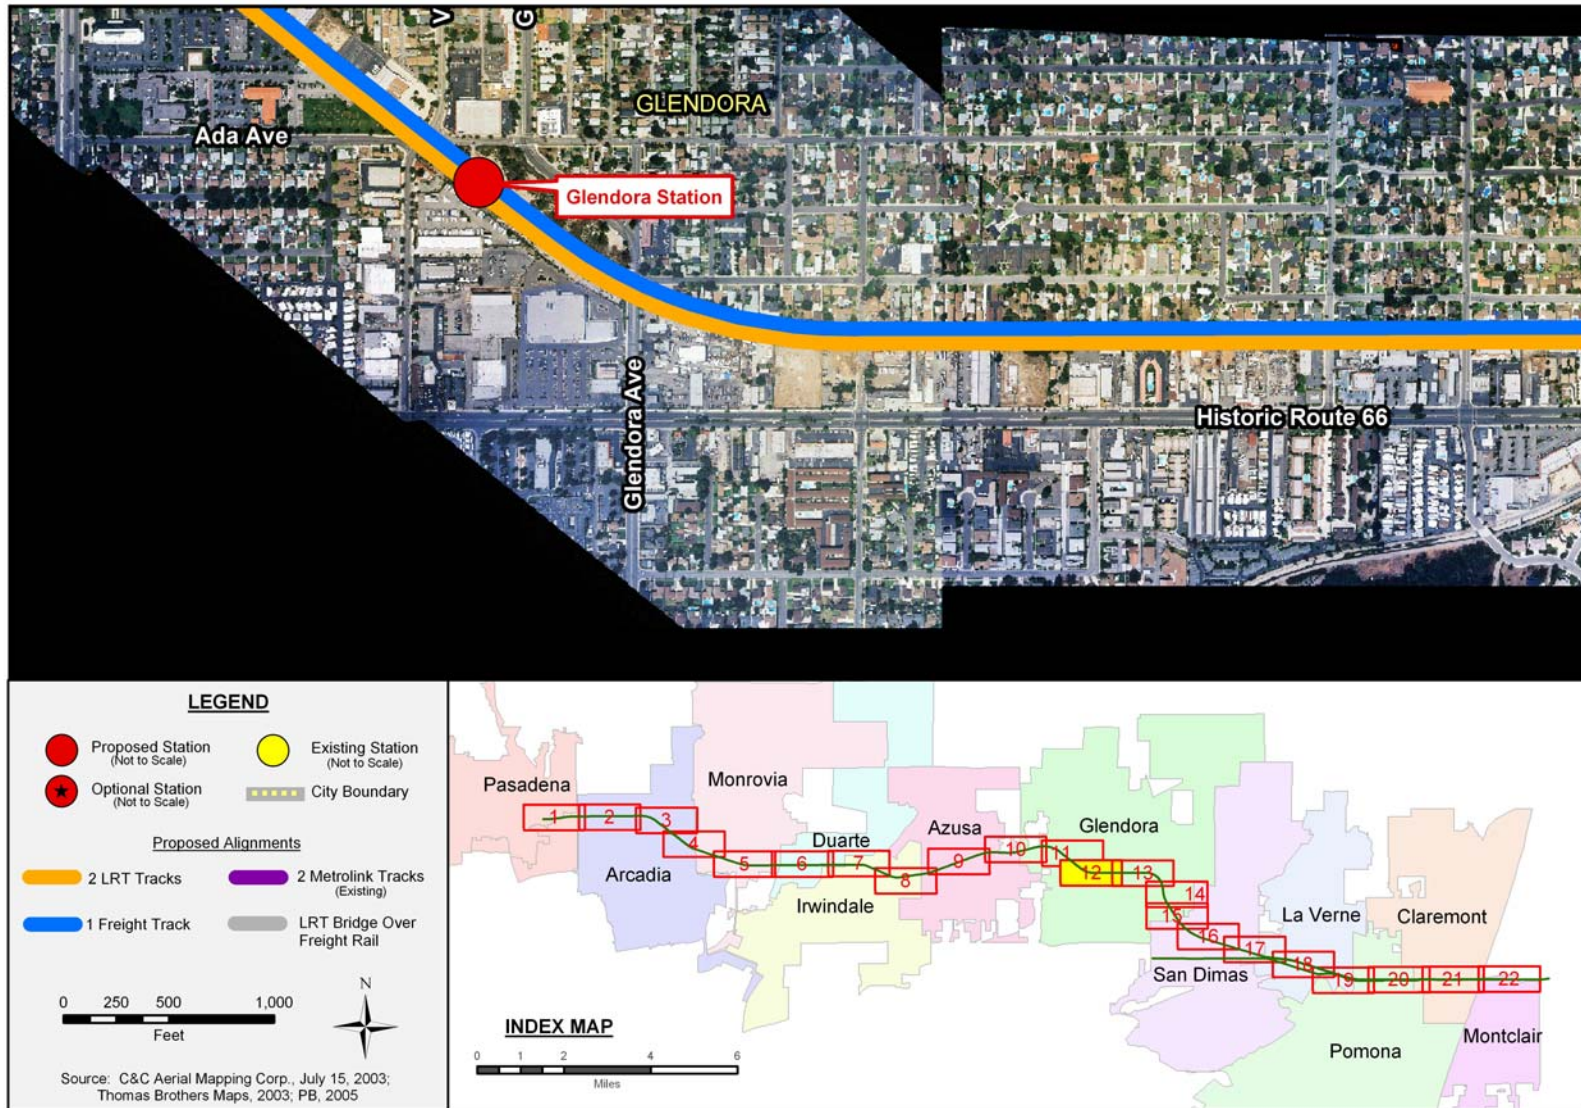 V
G
GLENDORA
Ada Ave
Glendora Station
Glendora Ave
Historic Route 66
LEGEND
Proposed Station
(Not to Scale)
Existing Station
(Not to Scale)
Optional Station
(Not to Scale)
City Boundary
Proposed Alignments
2 LRT Tracks
2 Metrolink Tracks
(Existing)
1 Freight Track
LRT Bridge Over
Freight Rail
0 250 500 1,000
Feet
N
Source: C&C Aerial Mapping Corp., July 15, 2003;
Thomas Brothers Maps, 2003; PB, 2005
Pasadena
Arcadia
Monrovia
Duarte
Irwindale
Azusa
Glendora
San Dimas
La Verne
Claremont
Pomona
Montclair
1
2
3
4
5
6
7
8
9
10
11
12
13
14
15
16
17
18
19
20
21
22
INDEX MAP
0 1 2 4 6
Miles